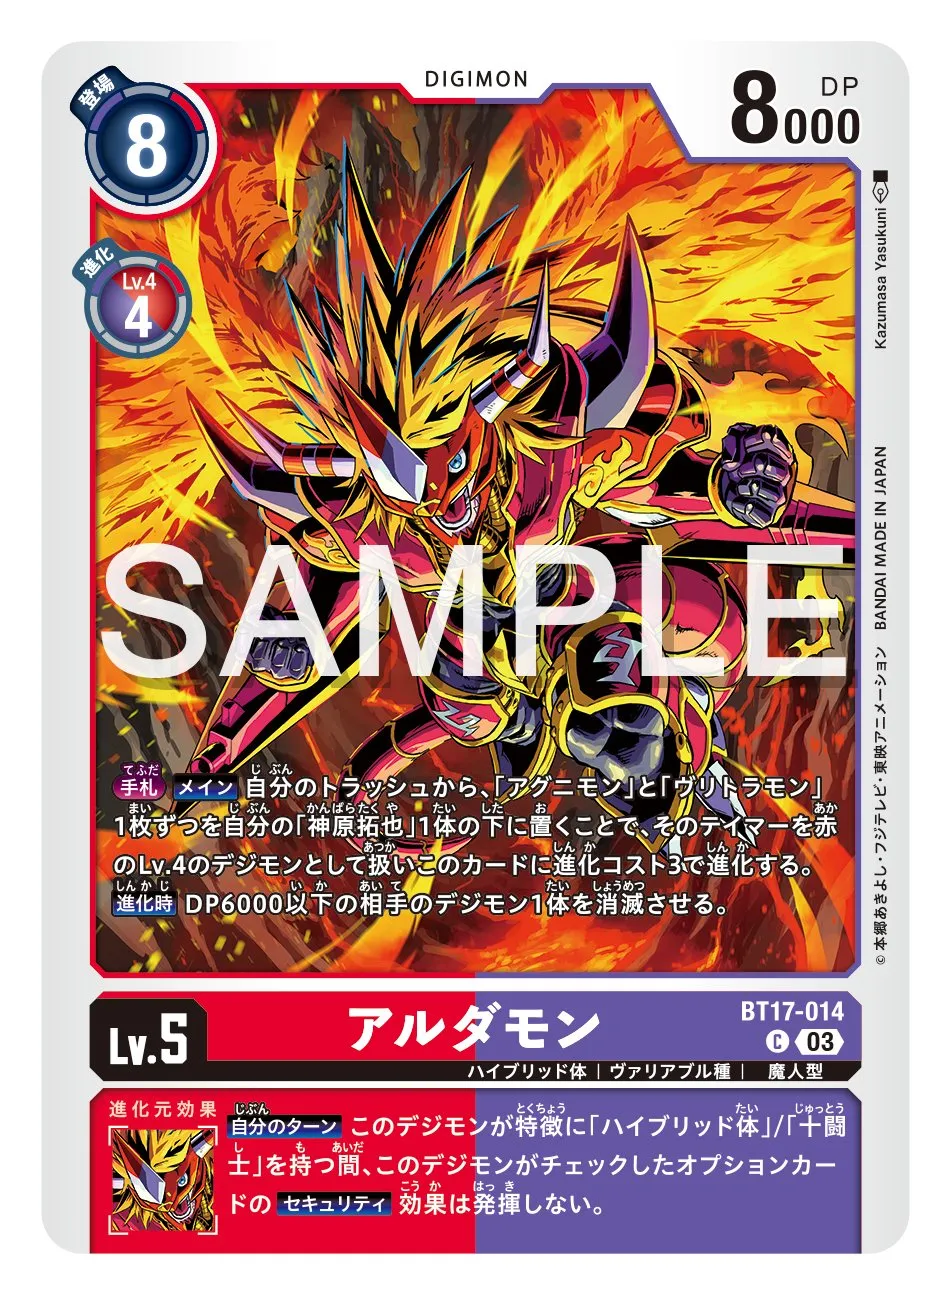 DIGIMON
登場
8
DP
8000
進化
Lv.4
4
Kazumasa Yasukuni
SAMPLE
手札 メイン 自分のトラッシュから、「アグニモン」と「ヴリトラモン」
1枚ずつを自分の「神原拓也」1体の下に置くことで、そのテイマーを赤
のLv.4のデジモンとして扱いこのカードに進化コスト3で進化する。
進化時 DP6000以下の相手のデジモン1体を消滅させる。
©本郷あきよし・フジテレビ・東映アニメーション BANDAI MADE IN JAPAN
Lv.5
アルダモン
BT17-014
C 03
ハイブリッド体 | ヴァリアブル種 | 魔人型
進化元効果
自分のターン このデジモンが特徴に「ハイブリッド体」/「十闘
士」を持つ間、このデジモンがチェックしたオプションカー
ドの セキュリティ 効果は発揮しない。